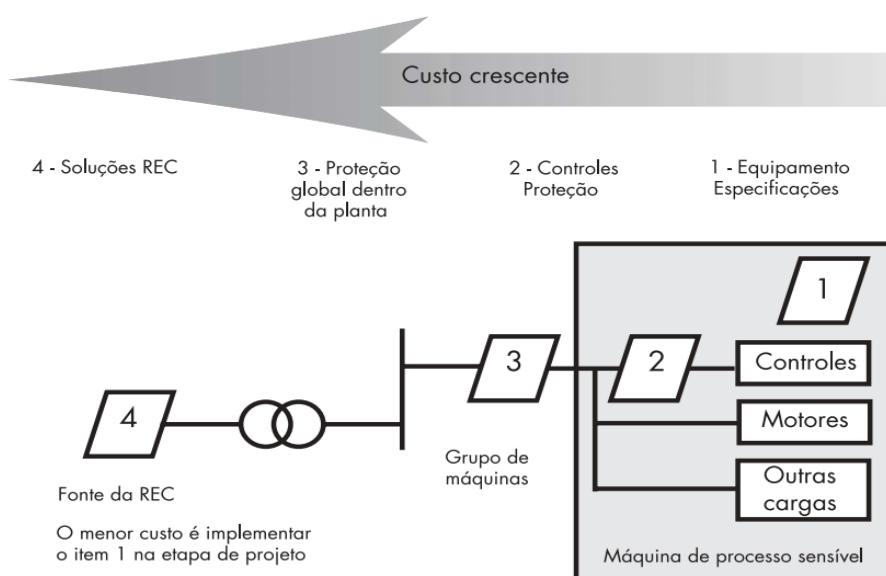 Custo crescente
4 - Soluções REC
3 - Proteção
global dentro
da planta
2 - Controles
Proteção
1 - Equipamento
Especificações
1
Controles
2
3
Motores
4
Grupo de
máquinas
Outras
cargas
Fonte da REC
O menor custo é implementar
o item 1 na etapa de projeto
Máquina de processo sensível